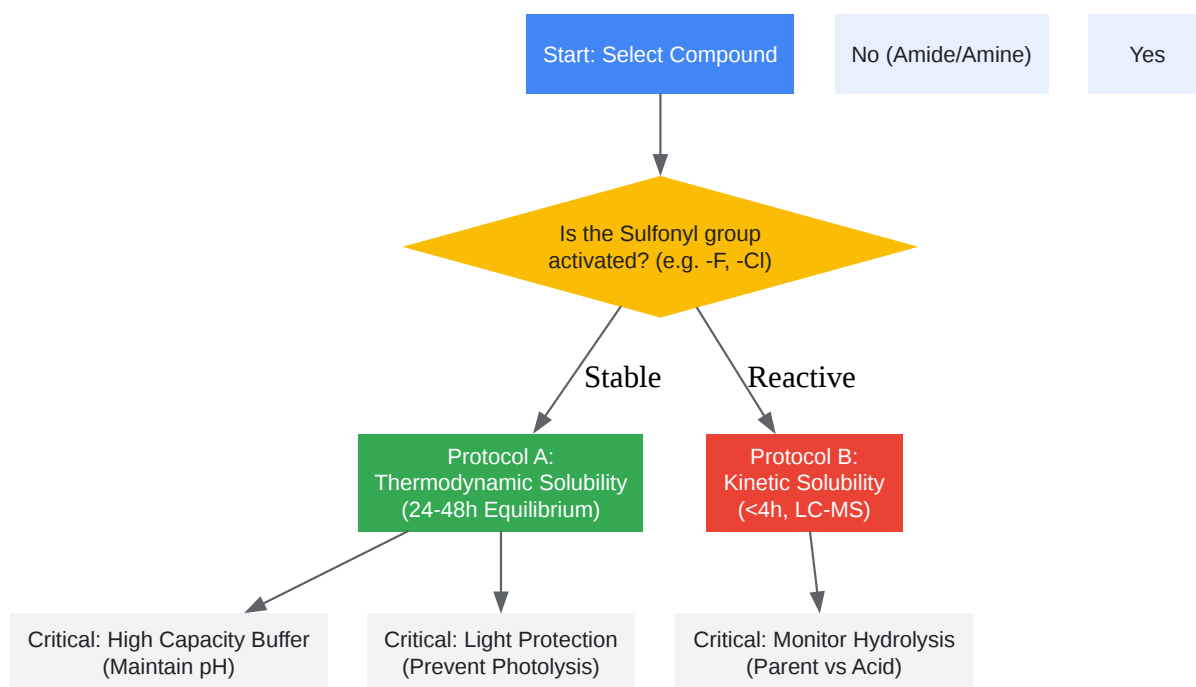 Start: Select Compound
No (Amide/Amine)
Yes
Is the Sulfonyl group
activated? (e.g. -F, -Cl)
Stable
Reactive
Protocol A:
Thermodynamic Solubility
(24-48h Equilibrium)
Protocol B:
Kinetic Solubility
(<4h, LC-MS)
Critical: High Capacity Buffer
(Maintain pH)
Critical: Light Protection
(Prevent Photolysis)
Critical: Monitor Hydrolysis
(Parent vs Acid)